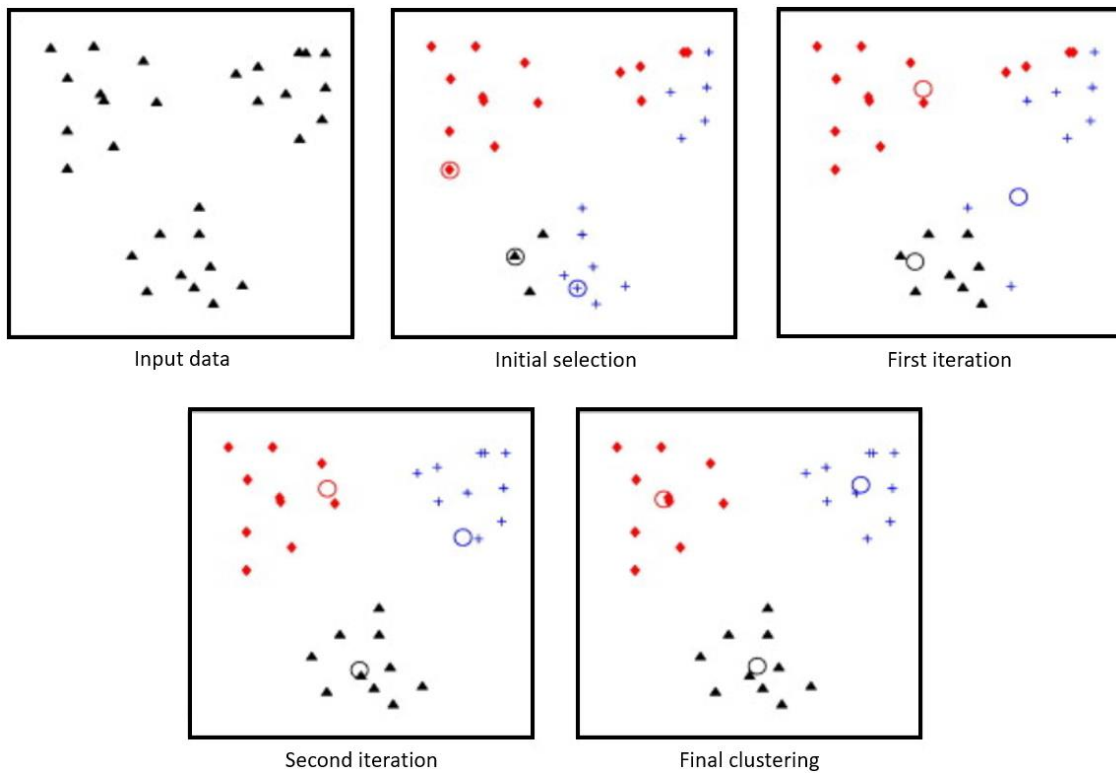 Input data
Initial selection
First iteration
Second iteration
Final clustering